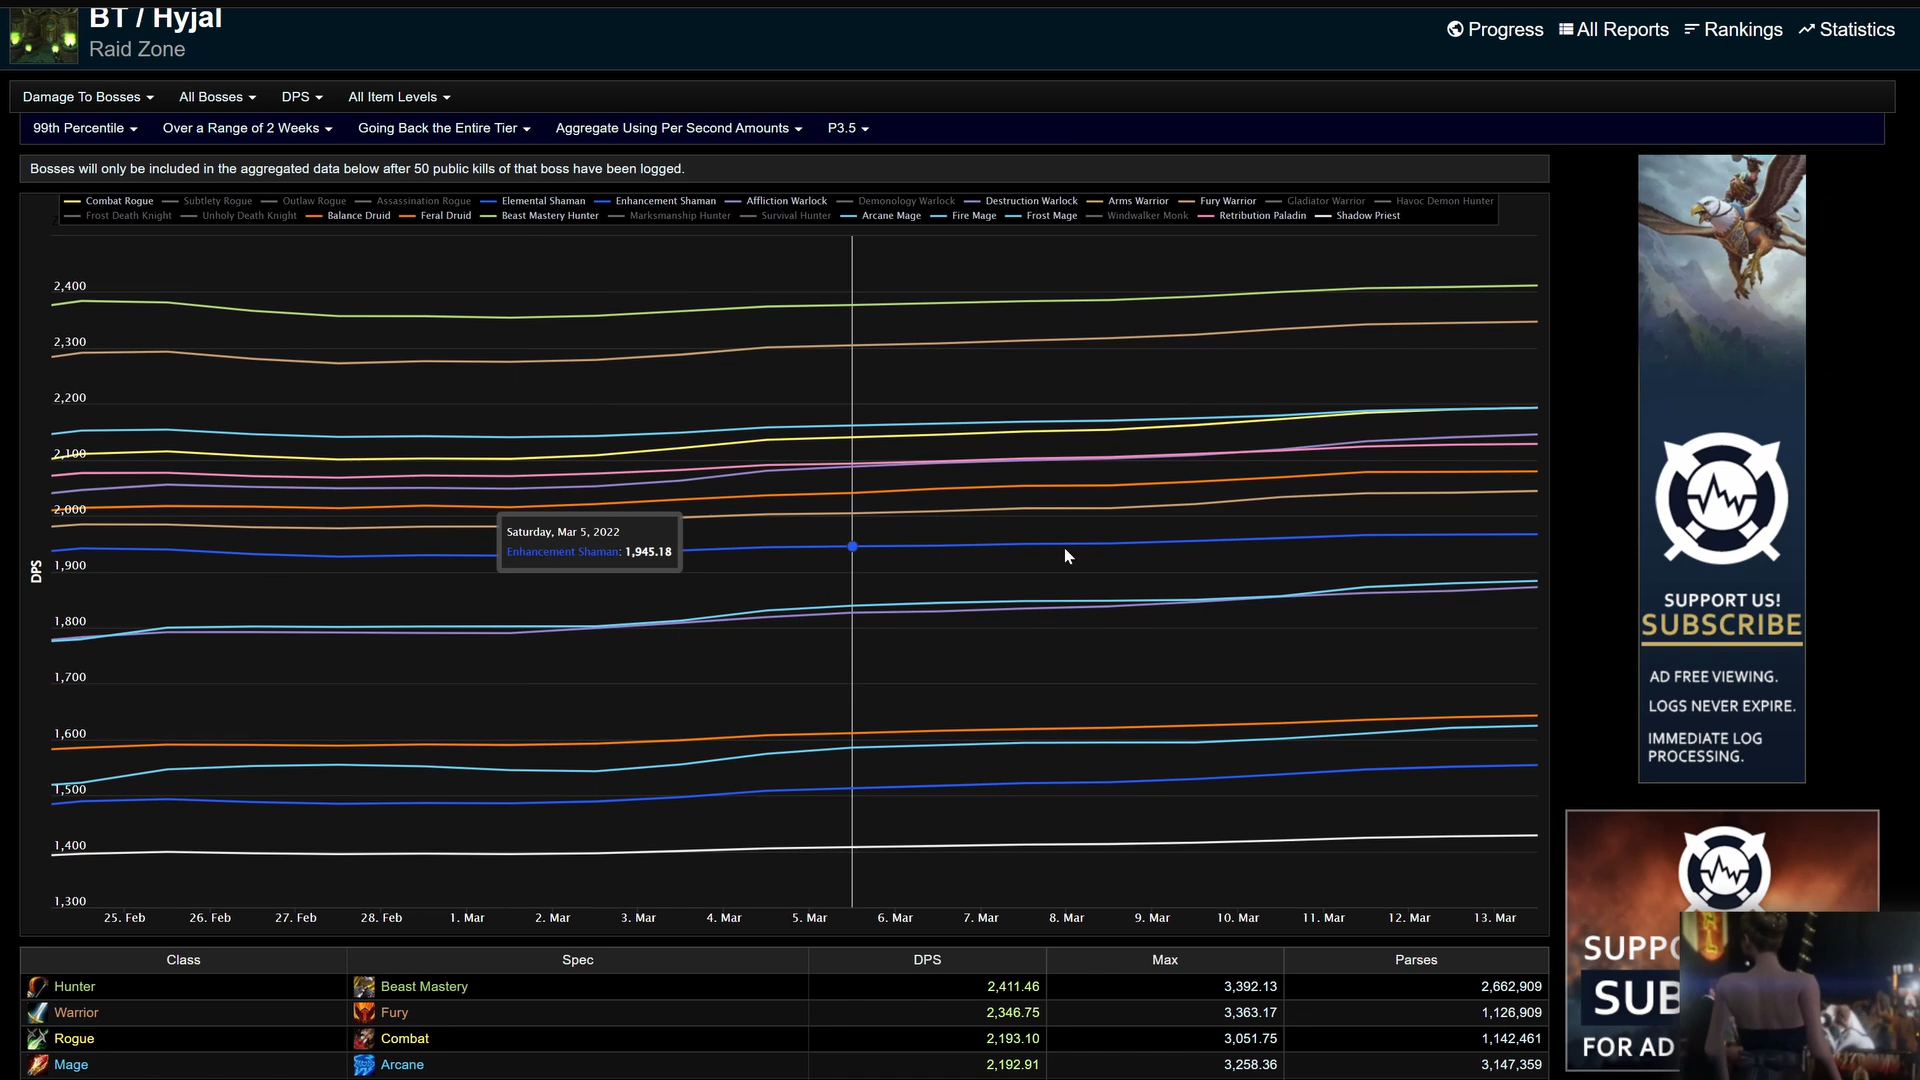 BT / Hyjal
Raid Zone
Progress All Reports Rankings Statistics
Damage To Bosses All Bosses DPS All Item Levels
99th Percentile Over a Range of 2 Weeks Going Back the Entire Tier Aggregate Using Per Second Amounts P3.5
Bosses will only be included in the aggregated data below after 50 public kills of that boss have been logged.
Combat Rogue Subtlety Rogue Outlaw Rogue Assassination Rogue Elemental Shaman Enhancement Shaman Affliction Warlock Demonology Warlock Destruction Warlock Arms Warrior Fury Warrior Gladiator Warrior Havoc Demon Hunter
Frost Death Knight Unholy Death Knight Balance Druid Feral Druid Beast Mastery Hunter Marksmanship Hunter Survival Hunter Arcane Mage Fire Mage Frost Mage Windwalker Monk Retribution Paladin Shadow Priest
2,400
2,300
2,200
2,100
2,000
Saturday, Mar 5, 2022
Enhancement Shaman: 1,945.18
DPS
1,900
1,800
1,700
1,600
1,500
1,400
1,300
25. Feb 26. Feb 27. Feb 28. Feb 1. Mar 2. Mar 3. Mar 4. Mar 5. Mar 6. Mar 7. Mar 8. Mar 9. Mar 10. Mar 11. Mar 12. Mar 13. Mar
Class Spec DPS Max Parses
Hunter Beast Mastery 2,411.46 3,392.13 2,662,909
Warrior Fury 2,346.75 3,363.17 1,126,909
Rogue Combat 2,193.10 3,051.75 1,142,461
Mage Arcane 2,192.91 3,258.36 3,147,359
SUPPORT US!
SUBSCRIBE
AD FREE VIEWING.
LOGS NEVER EXPIRE.
IMMEDIATE LOG
PROCESSING.
SUPP
SUB
FOR AD